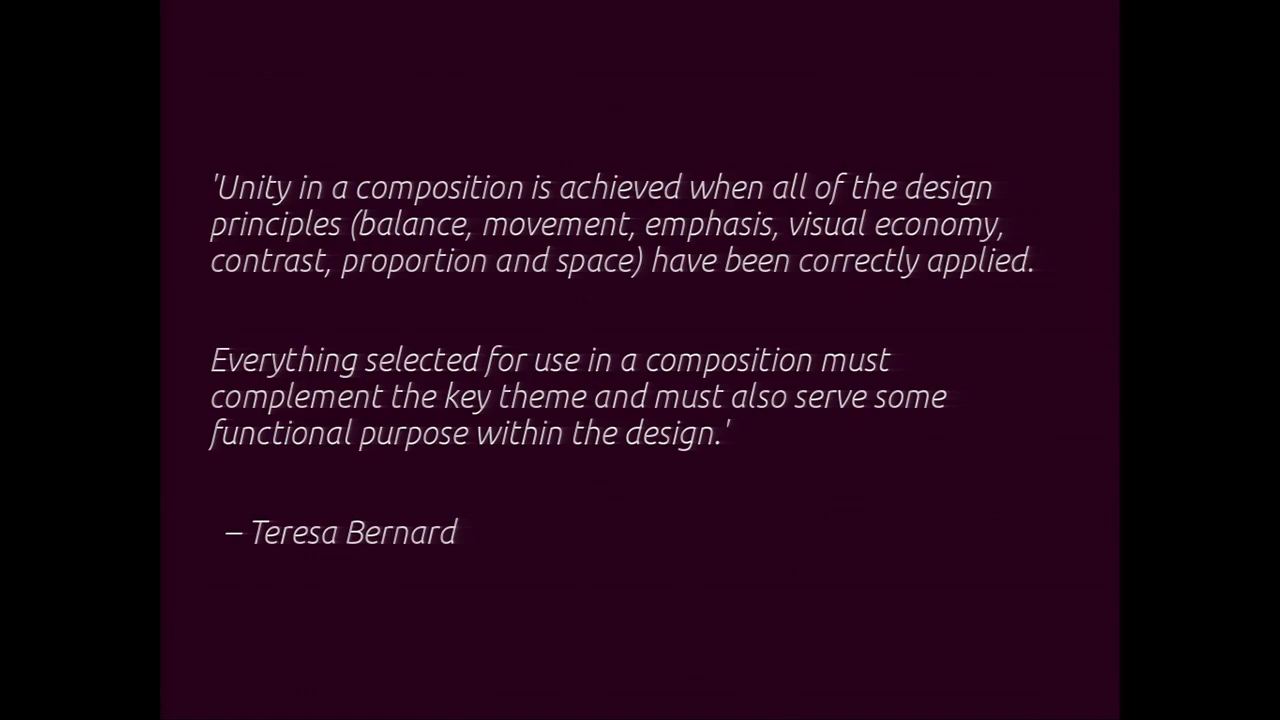 'Unity in a composition is achieved when all of the design
principles (balance, movement, emphasis, visual economy,
contrast, proportion and space) have been correctly applied.
Everything selected for use in a composition must
complement the key theme and must also serve some
functional purpose within the design.'
– Teresa Bernard